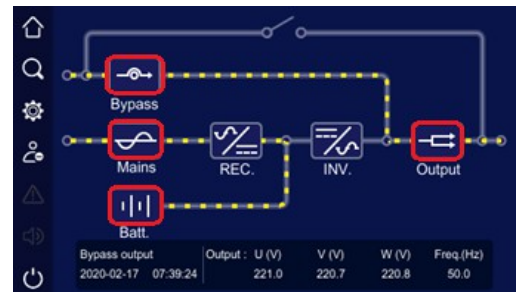 Bypass
Mains
REC.
INV.
Output
Batt.
Bypass output
Output : U (V) V (V) W (V) Freq.(Hz)
2020-02-17 07:39:24 221.0 220.7 220.8 50.0